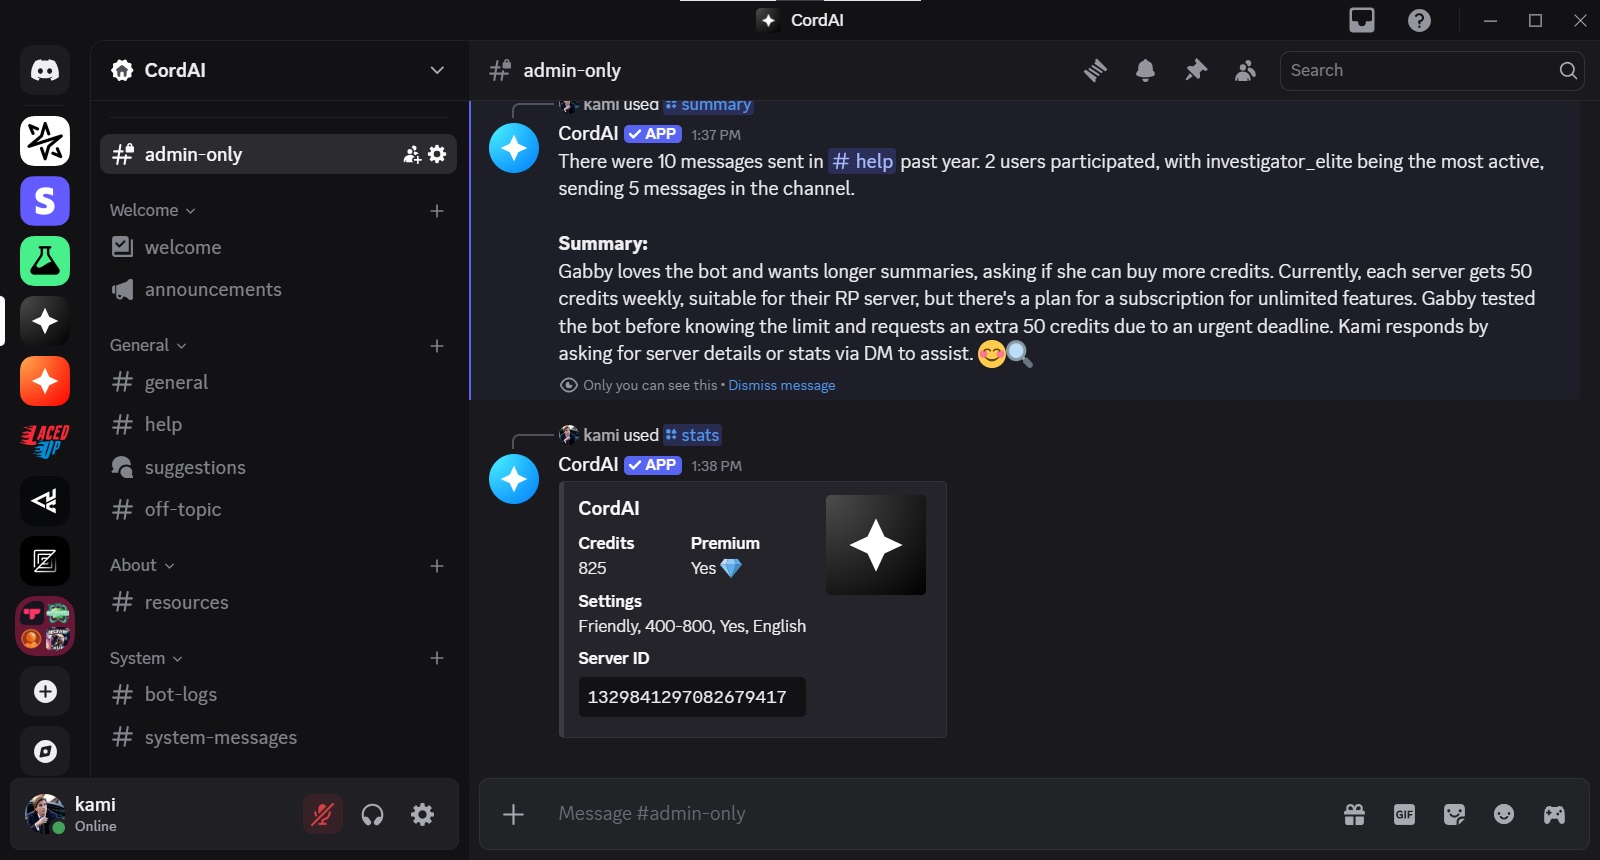 CordAI
CordAI
admin-only
Search
admin-only
Welcome
welcome
announcements
General
general
help
suggestions
off-topic
About
resources
System
bot-logs
system-messages
S
LACED UP
kami
Online
kami used summary
CordAI APP 1:37 PM
There were 10 messages sent in # help past year. 2 users participated, with investigator_elite being the most active,
sending 5 messages in the channel.
Summary:
Gabby loves the bot and wants longer summaries, asking if she can buy more credits. Currently, each server gets 50
credits weekly, suitable for their RP server, but there's a plan for a subscription for unlimited features. Gabby tested
the bot before knowing the limit and requests an extra 50 credits due to an urgent deadline. Kami responds by
asking for server details or stats via DM to assist. 😊🔍
Only you can see this • Dismiss message
kami used stats
CordAI APP 1:38 PM
CordAI
Credits Premium
825 Yes 💎
Settings
Friendly, 400-800, Yes, English
Server ID
1329841297082679417
Message #admin-only
GIF